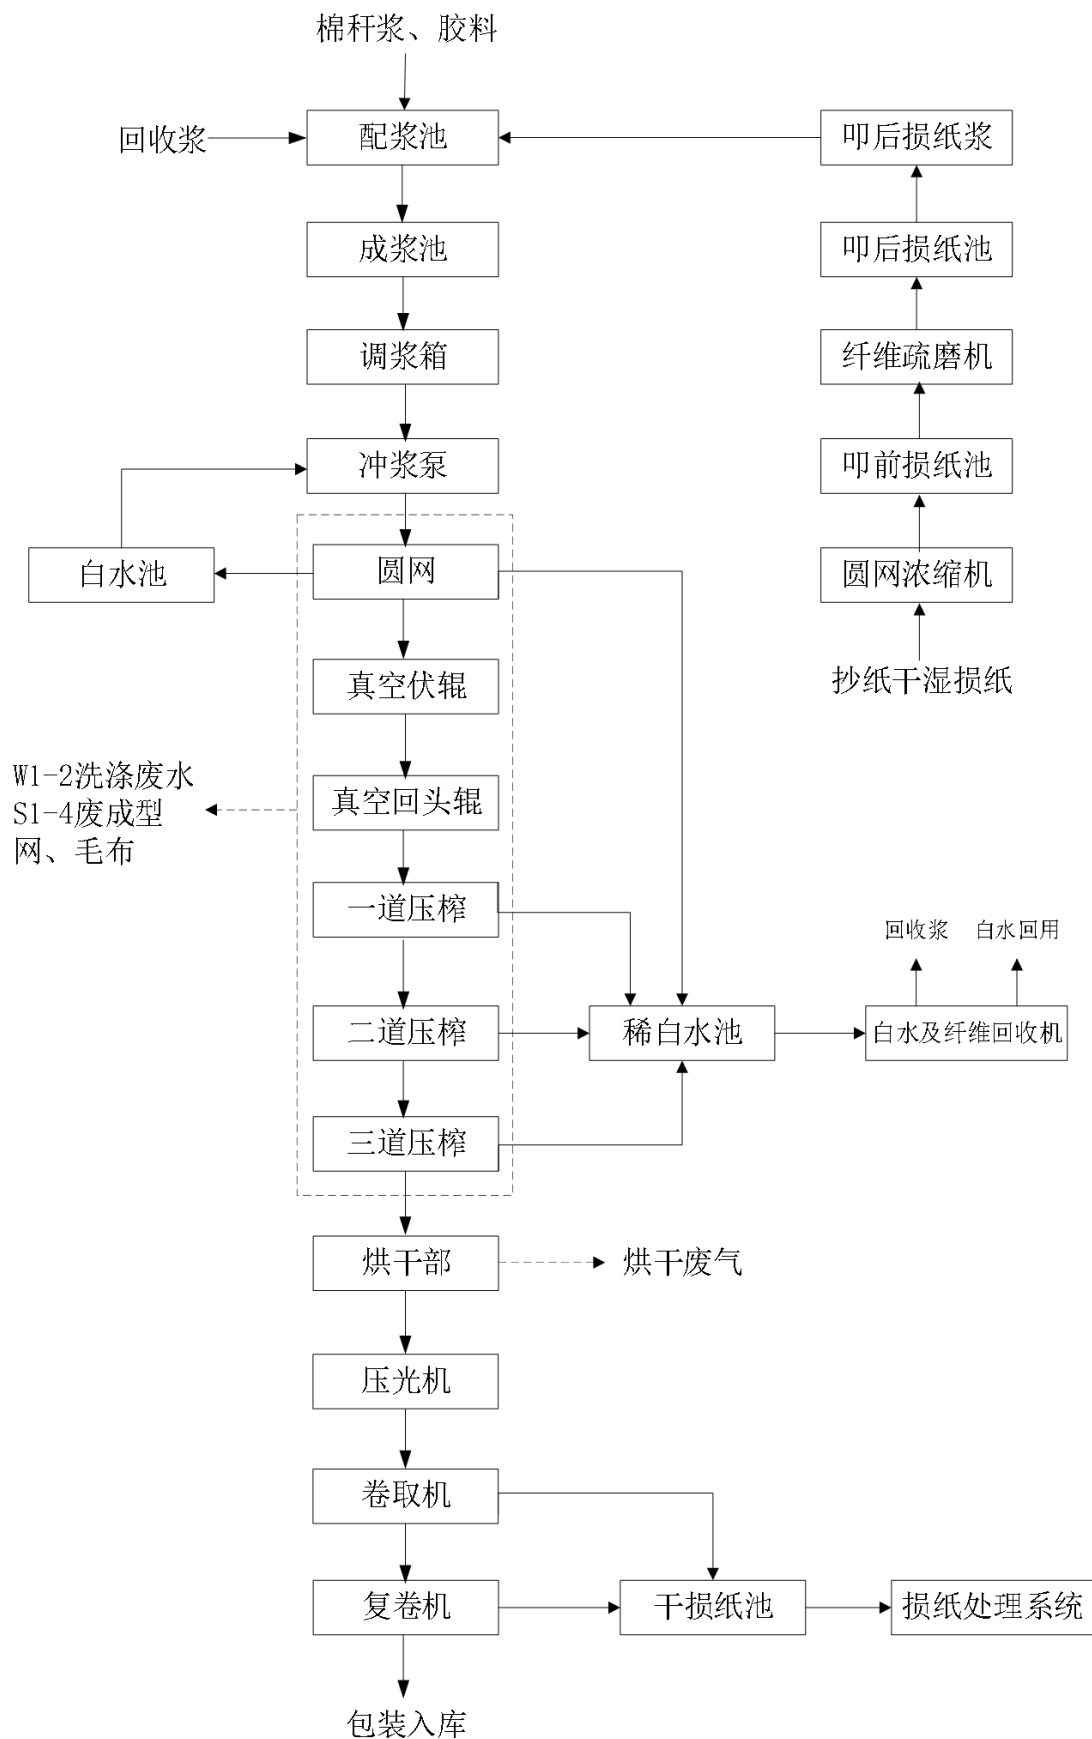 棉秆浆、胶料
回收浆
配浆池
叩后损纸浆
成浆池
叩后损纸池
调浆箱
纤维疏磨机
冲浆泵
叩前损纸池
白水池
圆网
圆网浓缩机
真空伏辊
抄纸干湿损纸
W1-2洗涤废水
S1-4废成型
网、毛布
真空回头辊
一道压榨
回收浆
白水回用
二道压榨
稀白水池
白水及纤维回收机
三道压榨
烘干部
烘干废气
压光机
卷取机
复卷机
干损纸池
损纸处理系统
包装入库